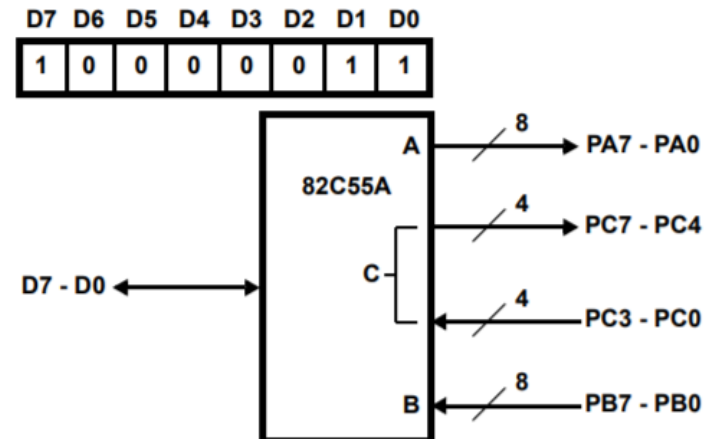 D7 D6 D5 D4 D3 D2 D1 D0
1 0 0 0 0 0 1 1
8
A
PA7 - PA0
82C55A
4
PC7 - PC4
C
D7 - D0
4
PC3 - PC0
8
B
PB7 - PB0